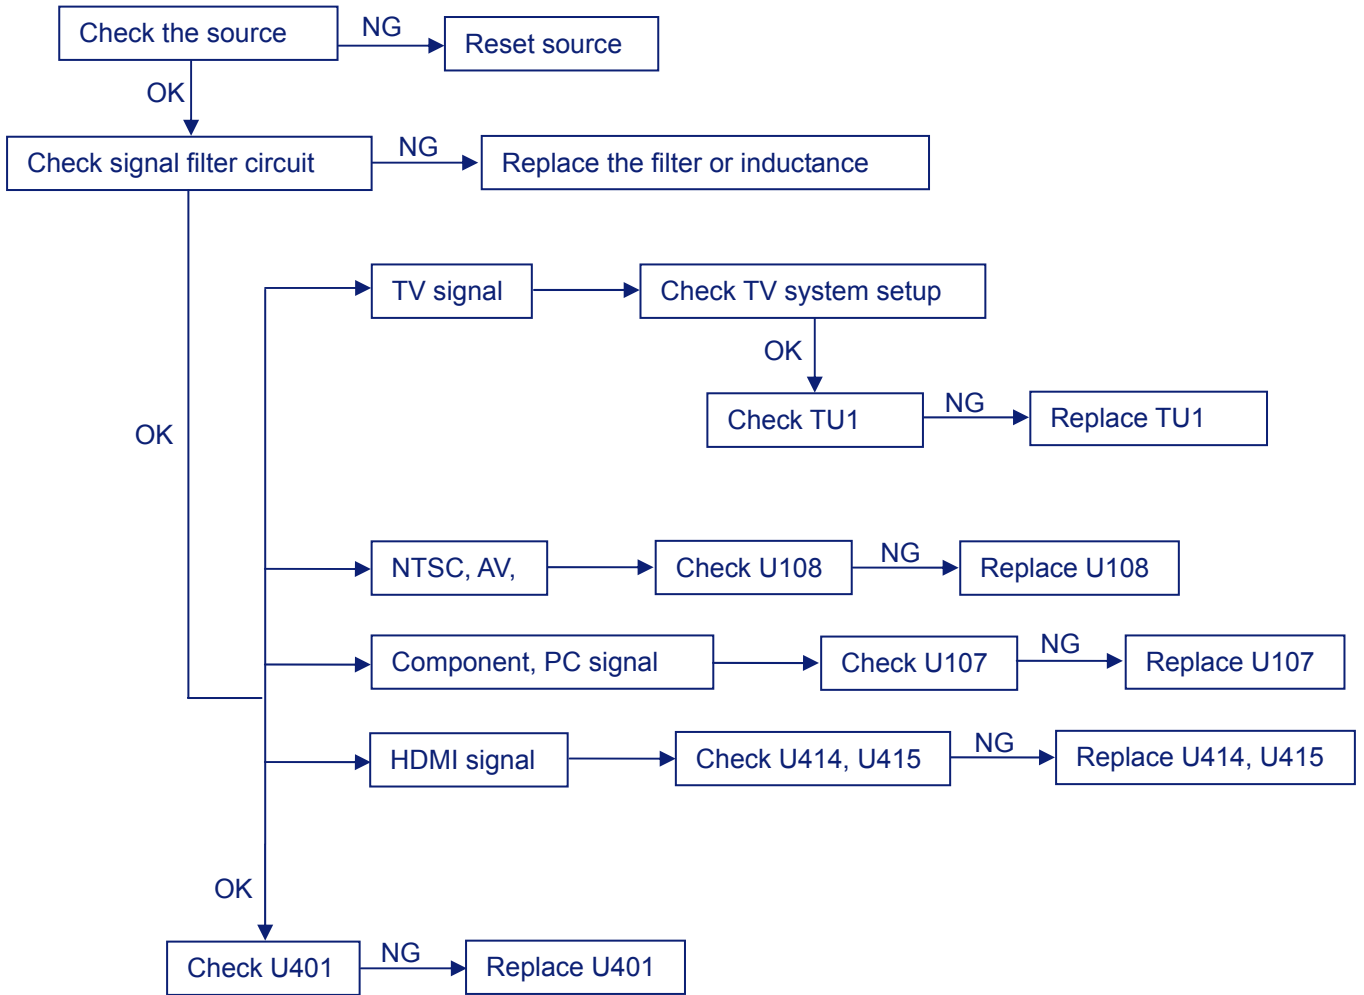 Check the source
NG
Reset source
OK
Check signal filter circuit
NG
Replace the filter or inductance
TV signal
Check TV system setup
OK
Check TU1
NG
Replace TU1
OK
NTSC, AV,
Check U108
NG
Replace U108
Component, PC signal
Check U107
NG
Replace U107
HDMI signal
Check U414, U415
NG
Replace U414, U415
OK
Check U401
NG
Replace U401